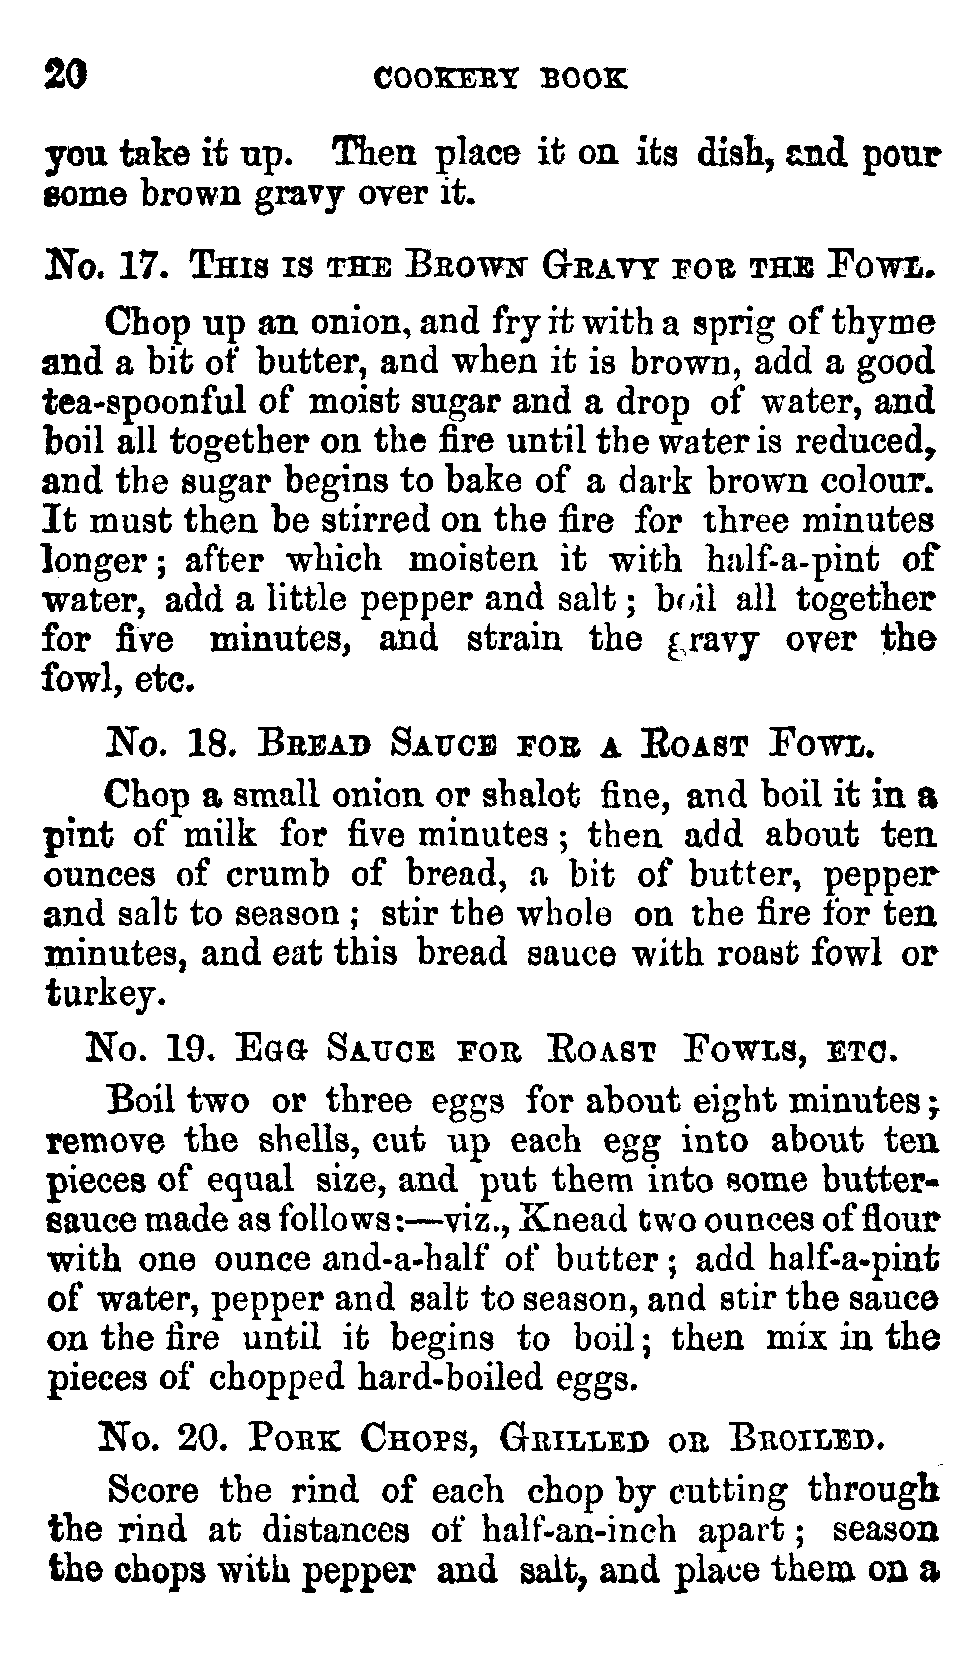 20 COOKERY BOOK
you take it up. Then place it on its dish, and pour
some brown gravy over it.
No. 17. This is the Brown Gravy for the Fowl.
Chop up an onion, and fry it with a sprig of thyme
and a bit of butter, and when it is brown, add a good
tea-spoonful of moist sugar and a drop of water, and
boil all together on the fire until the water is reduced,
and the sugar begins to bake of a dark brown colour.
It must then be stirred on the fire for three minutes
longer; after which moisten it with half-a-pint of
water, add a little pepper and salt; boil all together
for five minutes, and strain the gravy over the
fowl, etc.
No. 18. Bread Sauce for a Roast Fowl.
Chop a small onion or shalot fine, and boil it in a
pint of milk for five minutes; then add about ten
ounces of crumb of bread, a bit of butter, pepper
and salt to season; stir the whole on the fire for ten
minutes, and eat this bread sauce with roast fowl or
turkey.
No. 19. Egg Sauce for Roast Fowls, etc.
Boil two or three eggs for about eight minutes;
remove the shells, cut up each egg into about ten
pieces of equal size, and put them into some butter-
sauce made as follows:—viz., Knead two ounces of flour
with one ounce and-a-half of butter; add half-a-pint
of water, pepper and salt to season, and stir the sauce
on the fire until it begins to boil; then mix in the
pieces of chopped hard-boiled eggs.
No. 20. Pork Chops, Grilled or Broiled.
Score the rind of each chop by cutting through
the rind at distances of half-an-inch apart; season
the chops with pepper and salt, and place them on a